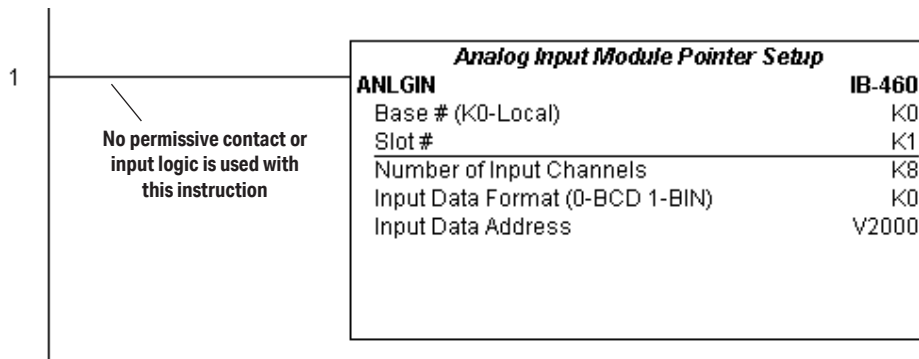 1
Analog Input Module Pointer Setup
ANLGIN IB-460
Base # (K0-Local) K0
Slot # K1
Number of Input Channels K8
Input Data Format (0-BCD 1-BIN) K0
Input Data Address V2000
No permissive contact or
input logic is used with
this instruction